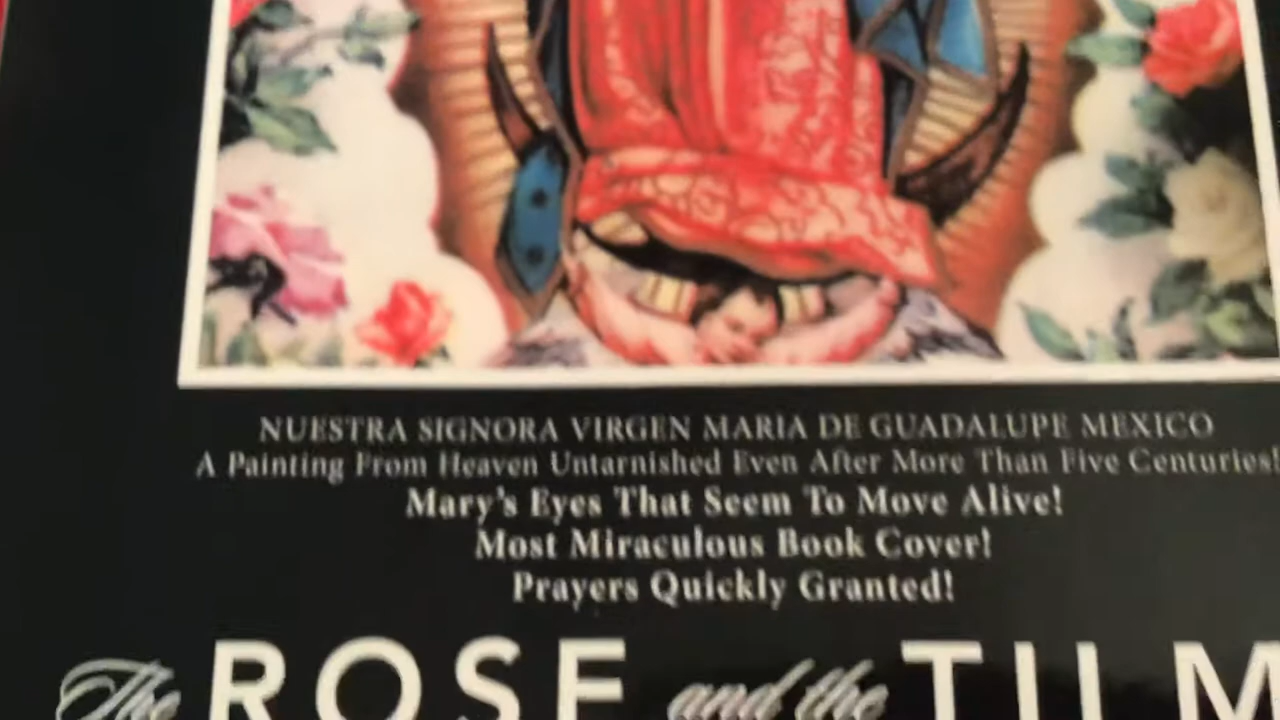 NUESTRA SIGNORA VIRGEN MARIA DE GUADALUPE MEXICO
A Painting From Heaven Untarnished Even After More Than Five Centuries!
Mary's Eyes That Seem To Move Alive!
Most Miraculous Book Cover!
Prayers Quickly Granted!
The ROSE and the TILM